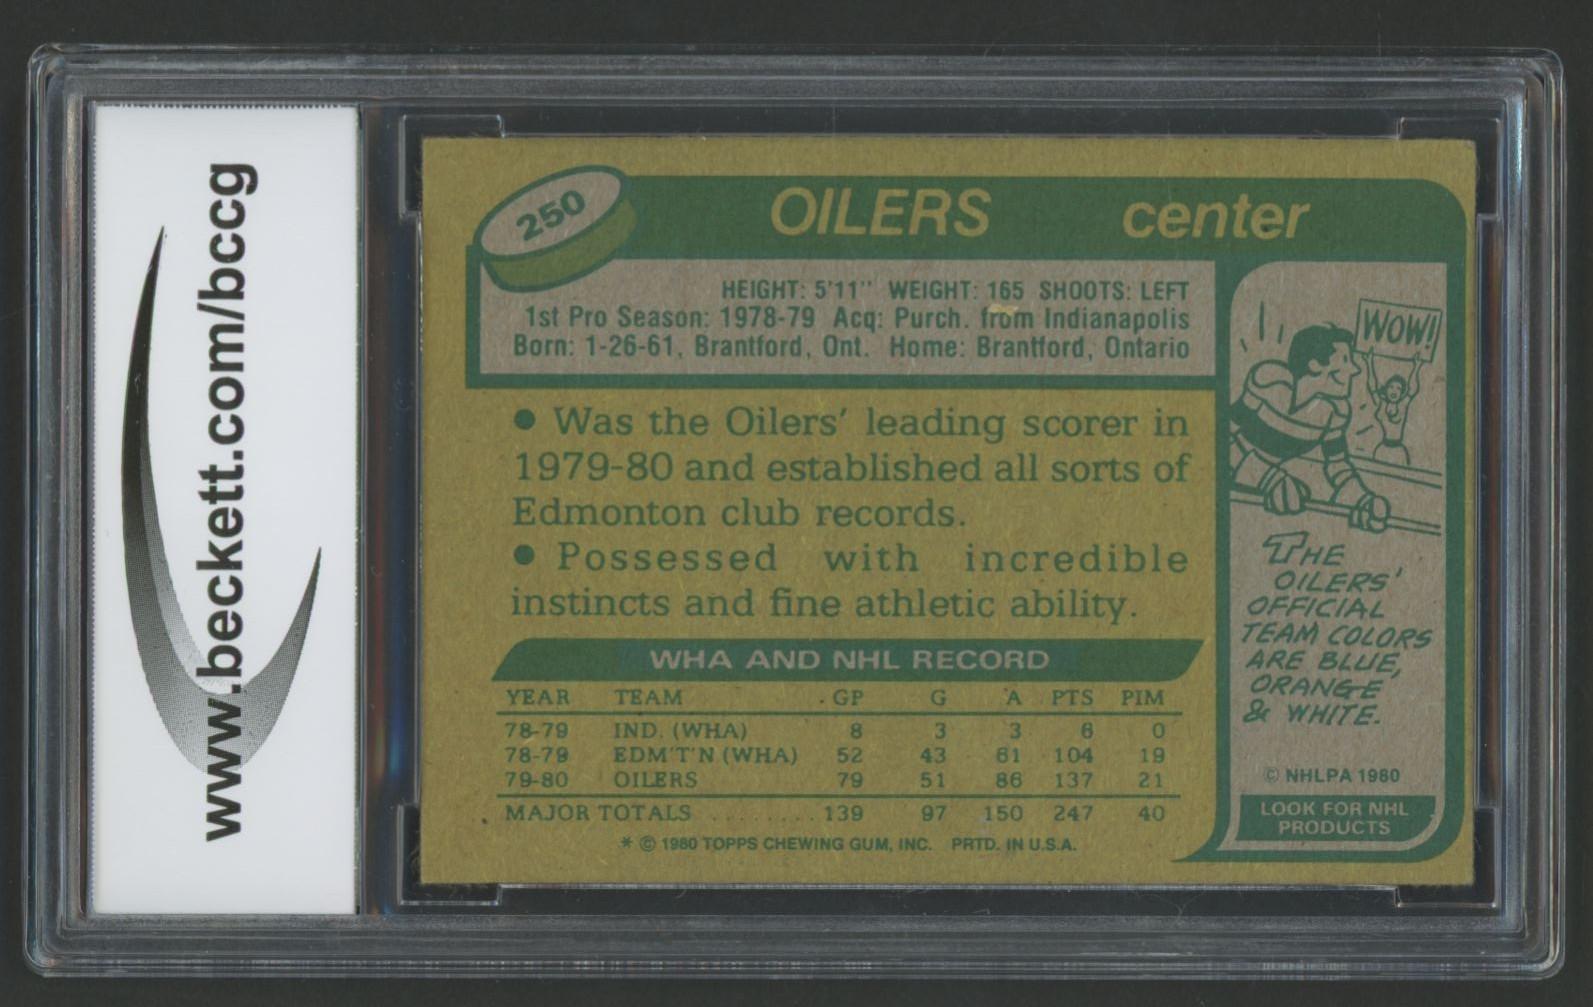 www.beckett.com/bccg
250
OILERS center
HEIGHT: 5'11" WEIGHT: 165 SHOOTS: LEFT
1st Pro Season: 1978-79 Acq: Purch. from Indianapolis
Born: 1-26-61, Brantford, Ont. Home: Brantford, Ontario
• Was the Oilers' leading scorer in
1979-80 and established all sorts of
Edmonton club records.
• Possessed with incredible
instincts and fine athletic ability.
WHA AND NHL RECORD
YEAR TEAM GP G A PTS PIM
78-79 IND. (WHA) 8 3 3 6 0
78-79 EDM'T'N (WHA) 52 43 61 104 19
79-80 OILERS 79 51 86 137 21
MAJOR TOTALS ......... 139 97 150 247 40
* © 1980 TOPPS CHEWING GUM, INC. PRTD. IN U.S.A.
WOW!
THE
OILERS'
OFFICIAL
TEAM COLORS
ARE BLUE,
ORANGE
& WHITE.
© NHLPA 1980
LOOK FOR NHL
PRODUCTS